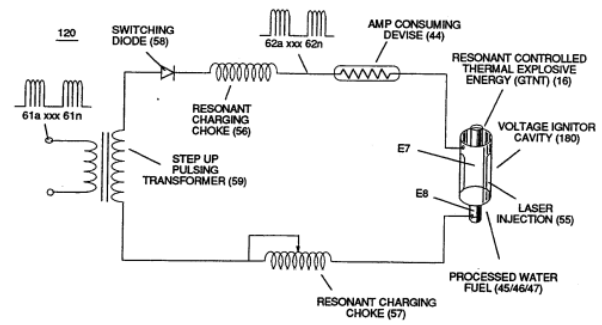 120
SWITCHING
DIODE (58)
62a xxx 62n
AMP CONSUMING
DEVISE (44)
RESONANT CONTROLLED
THERMAL EXPLOSIVE
ENERGY (GTNT) (16)
61a xxx 61n
RESONANT
CHARGING
CHOKE (56)
STEP UP
PULSING
TRANSFORMER (59)
E7
VOLTAGE IGNITOR
CAVITY (180)
E8
LASER
INJECTION (55)
PROCESSED WATER
FUEL (45/46/47)
RESONANT CHARGING
CHOKE (57)